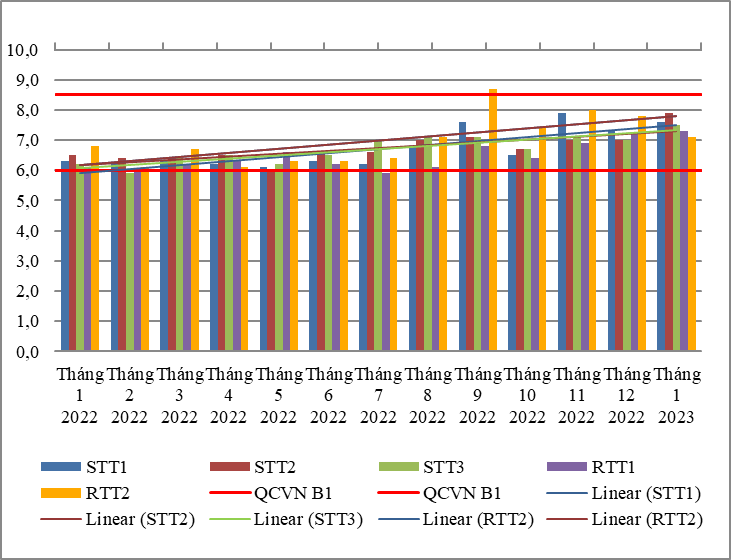 10,0
9,0
8,0
7,0
6,0
5,0
4,0
3,0
2,0
1,0
0,0
Tháng Tháng Tháng Tháng Tháng Tháng Tháng Tháng Tháng Tháng Tháng Tháng Tháng
1 2 3 4 5 6 7 8 9 10 11 12 1
2022 2022 2022 2022 2022 2022 2022 2022 2022 2022 2022 2022 2023
STT1 STT2 STT3 RTT1
RTT2 QCVN B1 QCVN B1 Linear (STT1)
Linear (STT2) Linear (STT3) Linear (RTT2) Linear (RTT2)